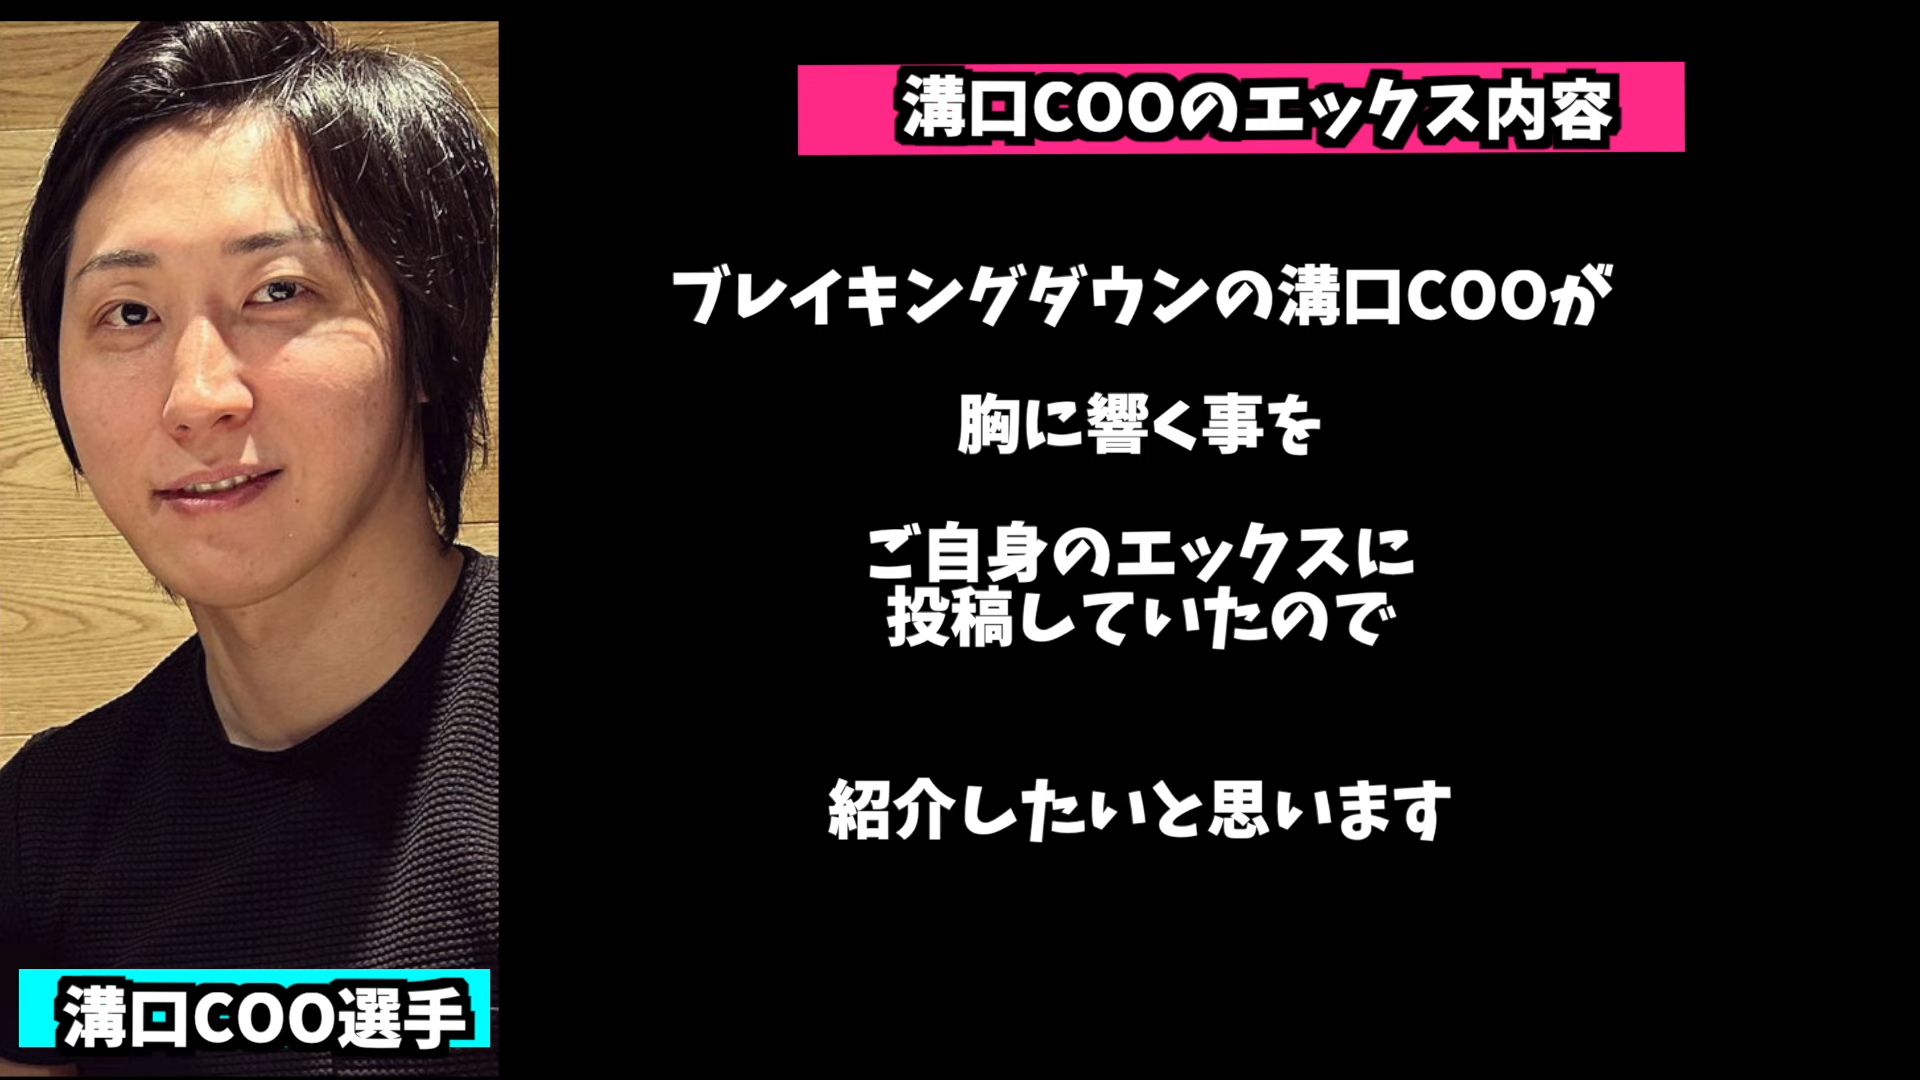 溝口COOのエックス内容
ブレイキングダウンの溝口COOが
胸に響く事を
ご自身のエックスに
投稿していたので
紹介したいと思います
溝口COO選手